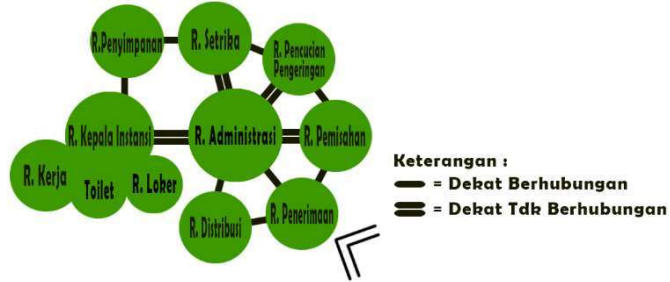 R.Penyimpanan
R. Setrika
R. Pencucian
Pengeringan
R. Kepala Instansi
R. Administrasi
R. Pemisahan
R. Kerja
Toilet
R. Loker
R. Distribusi
R. Penerimaan
Keterangan :
= Dekat Berhubungan
= Dekat Tdk Berhubungan